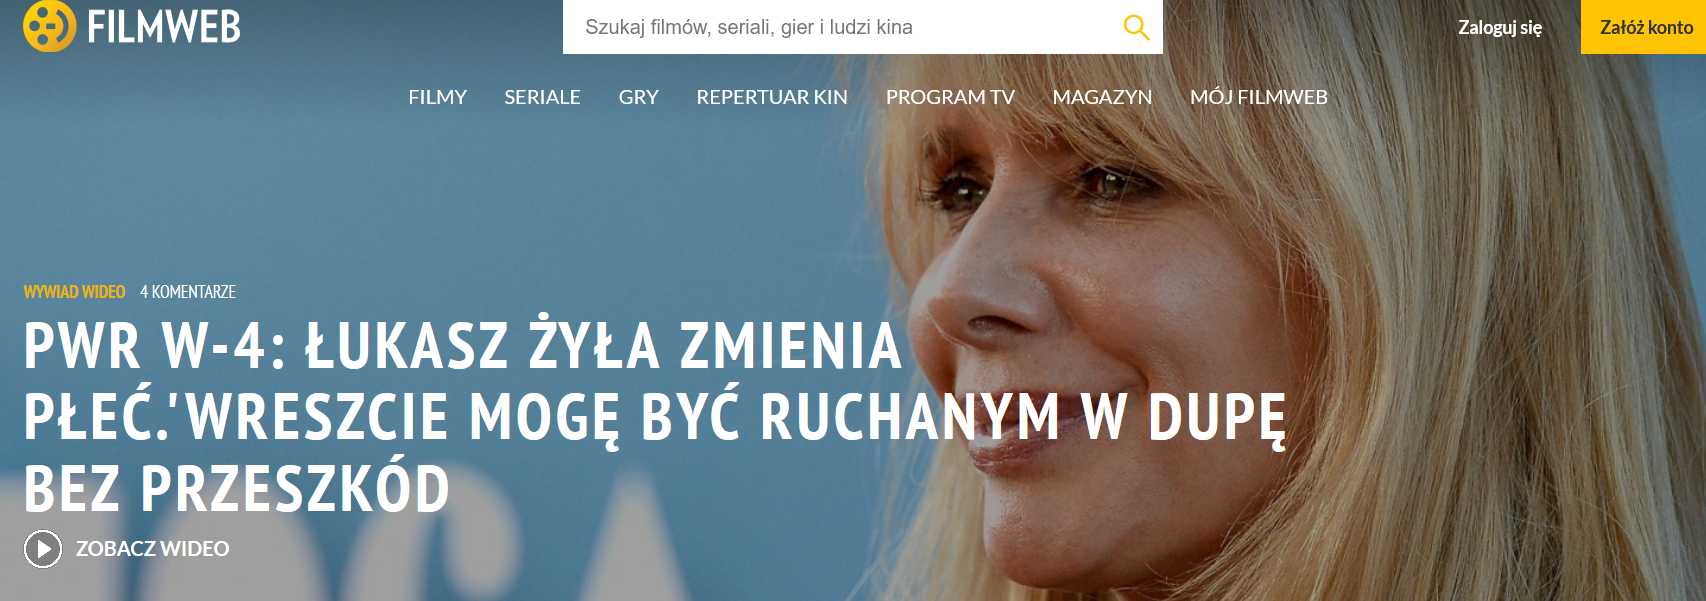 FILMWEB
Szukaj filmów, seriali, gier i ludzi kina
Zaloguj się
Załóż konto
FILMY SERIALE GRY REPERTUAR KIN PROGRAM TV MAGAZYN MÓJ FILMWEB
WYWIAD WIDEO 4 KOMENTARZE
PWR W-4: ŁUKASZ ŻYŁA ZMIENIA
PŁEĆ.'WRESZCIE MOGĘ BYĆ RUCHANYM W DUPĘ
BEZ PRZESZKÓD
ZOBACZ WIDEO